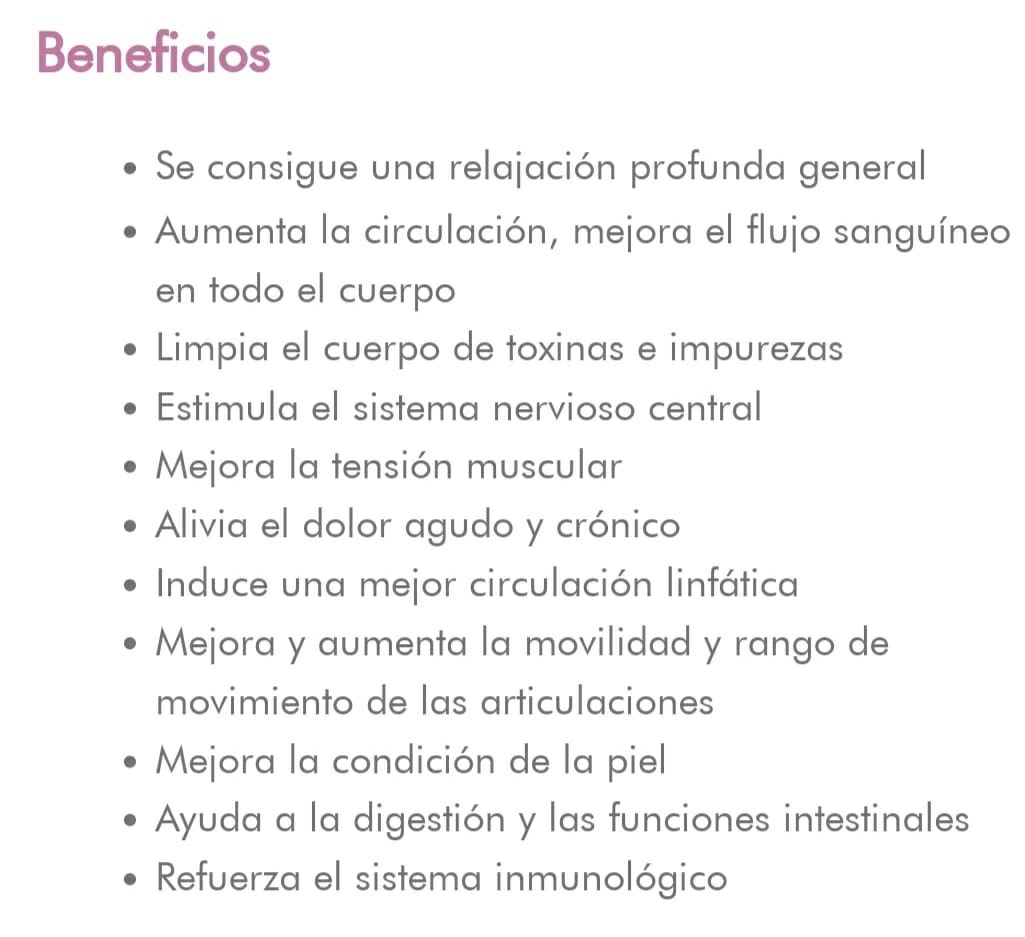 Beneficios
• Se consigue una relajación profunda general
• Aumenta la circulación, mejora el flujo sanguíneo
en todo el cuerpo
• Limpia el cuerpo de toxinas e impurezas
• Estimula el sistema nervioso central
• Mejora la tensión muscular
• Alivia el dolor agudo y crónico
• Induce una mejor circulación linfática
• Mejora y aumenta la movilidad y rango de
movimiento de las articulaciones
• Mejora la condición de la piel
• Ayuda a la digestión y las funciones intestinales
• Refuerza el sistema inmunológico